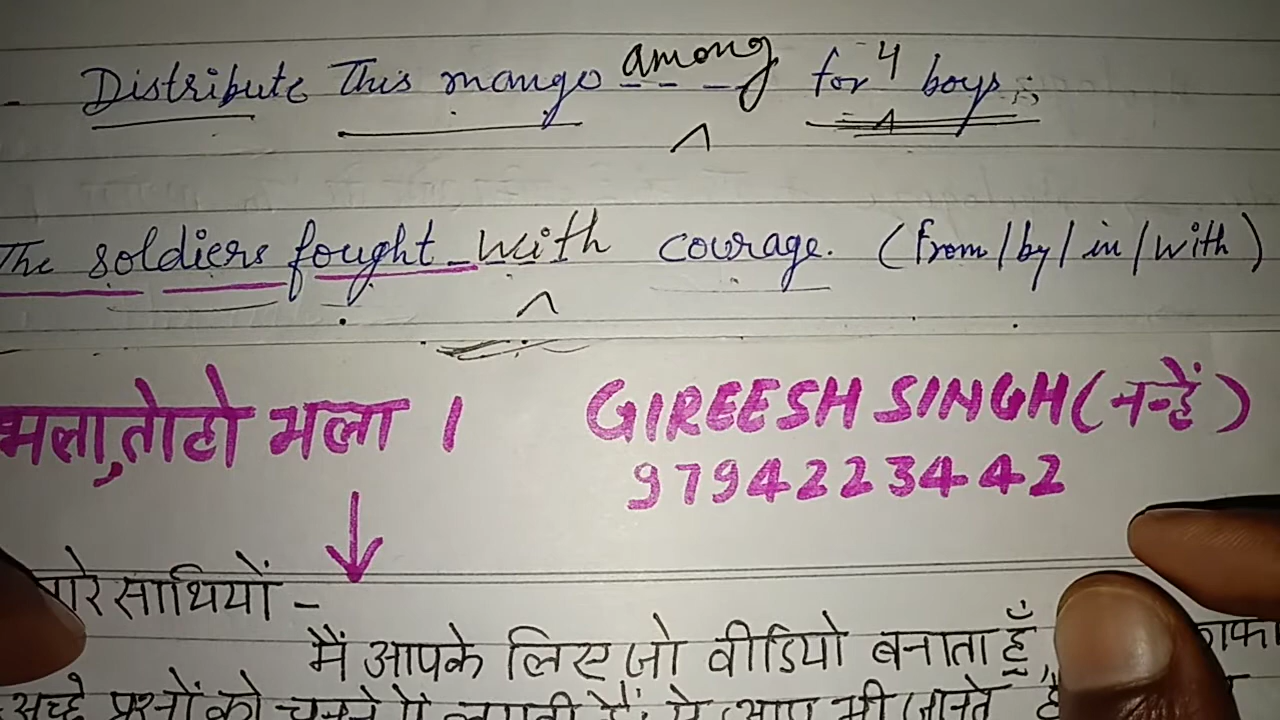 Distribute This mango among for 4 boys.
The soldiers fought with courage. (from/by/in/with)
भला, तोटो भला । GIREESH SINGH (नन्हें)
9794223442
साथियों -
मैं आपके लिए जो वीडियो बनाता हूँ,
प्रश्नों को